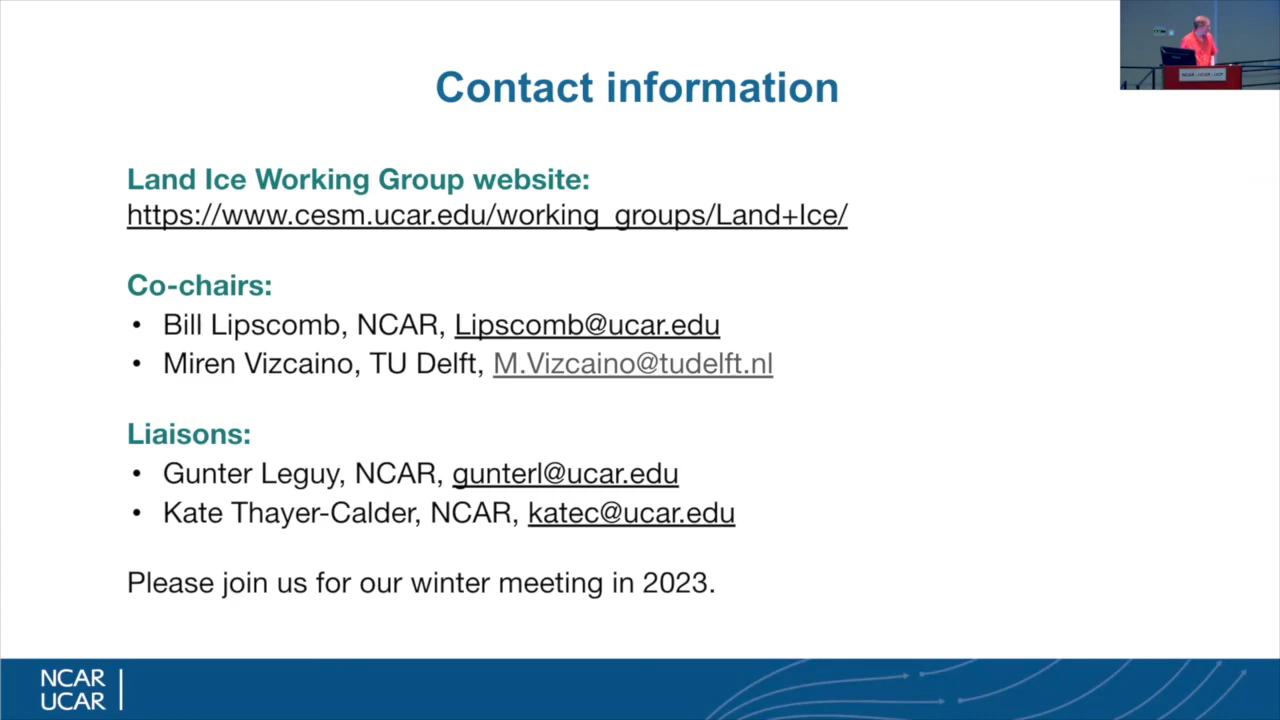 Contact information
Land Ice Working Group website:
https://www.cesm.ucar.edu/working_groups/Land+Ice/
Co-chairs:
• Bill Lipscomb, NCAR, Lipscomb@ucar.edu
• Miren Vizcaino, TU Delft, M.Vizcaino@tudelft.nl
Liaisons:
• Gunter Leguy, NCAR, gunterl@ucar.edu
• Kate Thayer-Calder, NCAR, katec@ucar.edu
Please join us for our winter meeting in 2023.
NCAR
UCAR